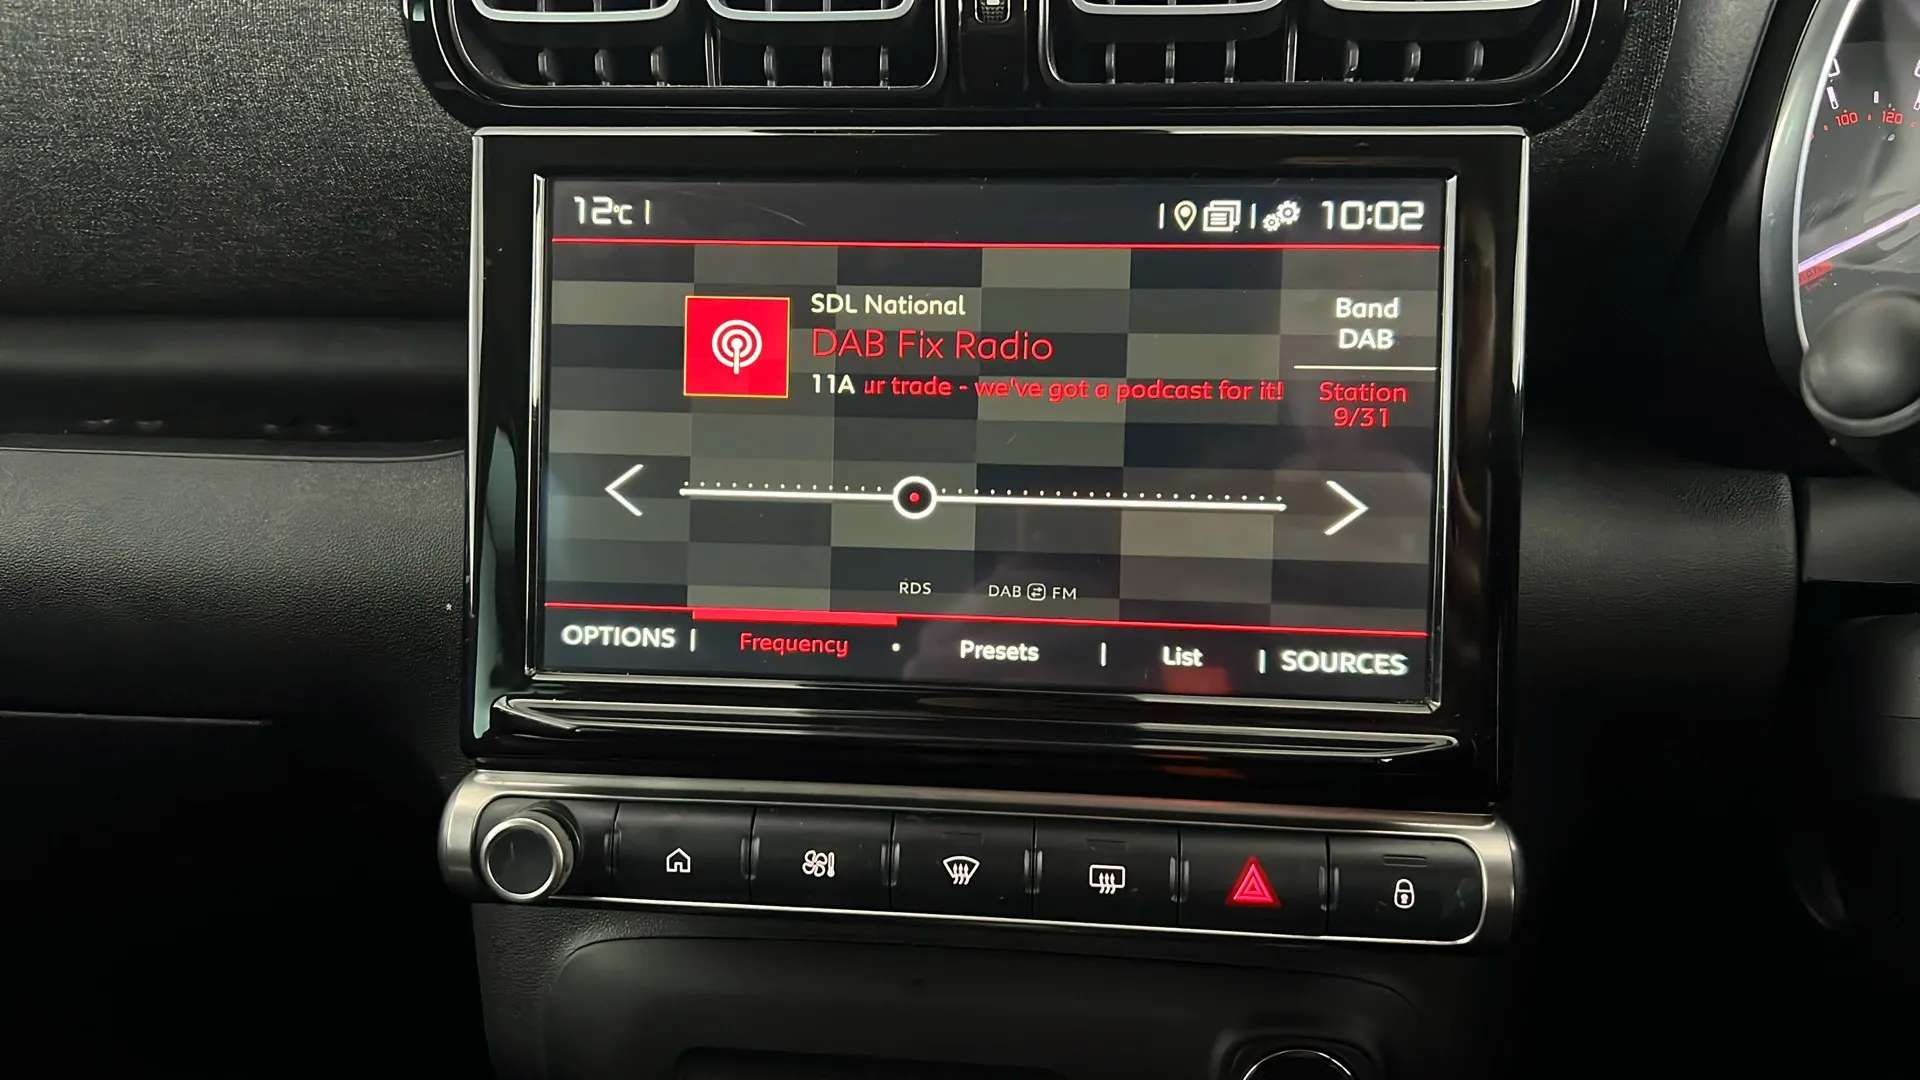 100 120
12°C
10:02
SDL National
DAB Fix Radio
11A ur trade - we've got a podcast for it!
Band
DAB
Station
9/31
RDS DAB FM
OPTIONS Frequency Presets List SOURCES